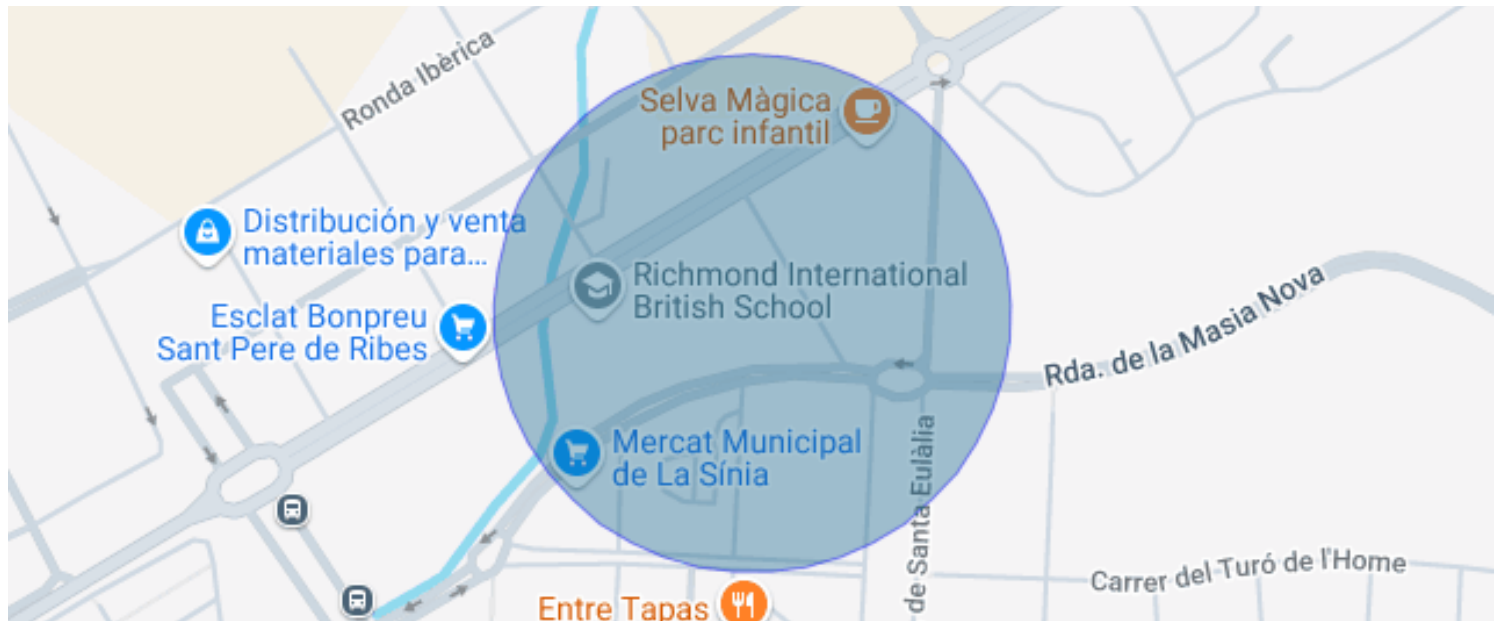 Ronda Ibèrica
Selva Màgica
parc infantil
Distribución y venta
materiales para...
Richmond International
British School
Esclat Bonpreu
Sant Pere de Ribes
Rda. de la Masia Nova
Mercat Municipal
de La Sínia
de Santa Eulàlia
Carrer del Turó de l'Home
Entre Tapas